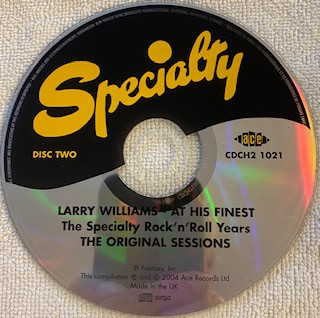 Specialty
DISC TWO
ace
CDCH2 1021
LARRY WILLIAMS - AT HIS FINEST
The Specialty Rock'n'Roll Years
THE ORIGINAL SESSIONS
℗ Fantasy, Inc
This compilation ℗ and © 2004 Ace Records Ltd
Made in the UK